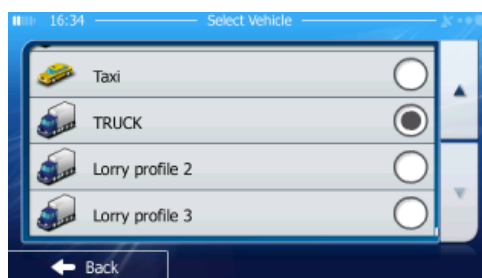 16:34 Select Vehicle
Taxi
TRUCK
Lorry profile 2
Lorry profile 3
Back